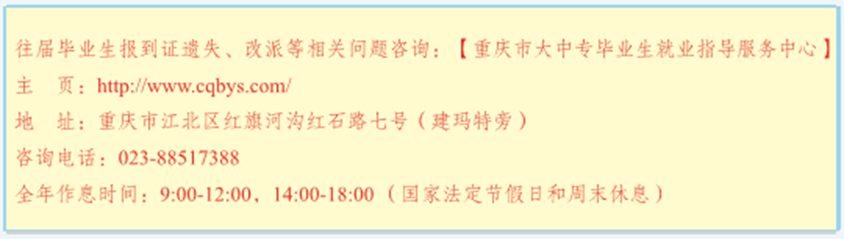 往届毕业生报到证遗失、改派等相关问题咨询：【重庆市大中专毕业生就业指导服务中心】
主　页：http://www.cqbys.com/
地　址：重庆市江北区红旗河沟红石路七号（建玛特旁）
咨询电话：023-88517388
全年作息时间：9:00-12:00，14:00-18:00（国家法定节假日和周末休息）